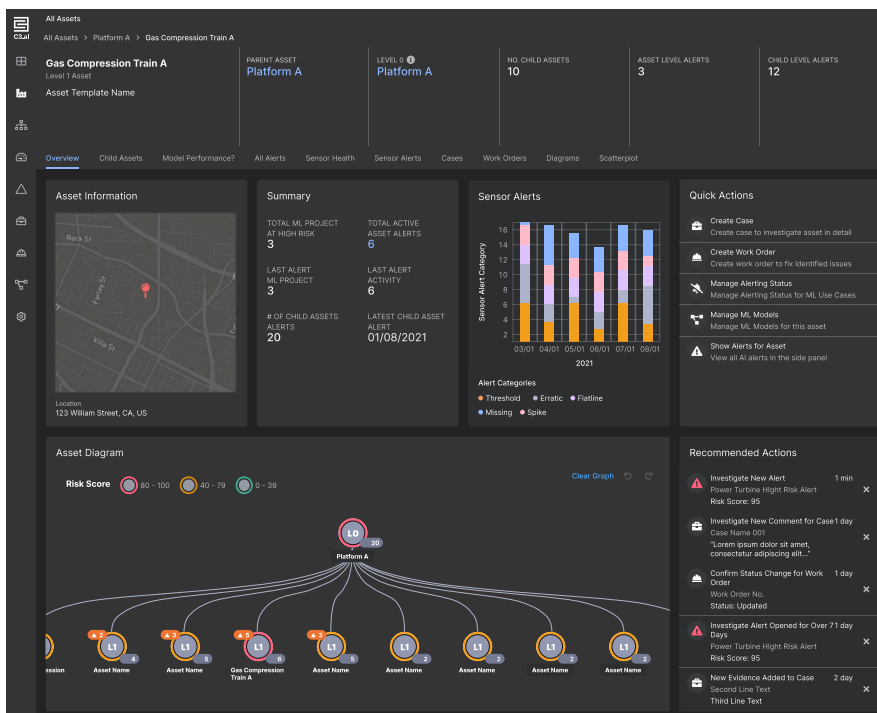 C3.ai
All Assets
All Assets > Platform A > Gas Compression Train A
Gas Compression Train A
Level 1 Asset
Asset Template Name
PARENT ASSET
Platform A
LEVEL 0
Platform A
NO. CHILD ASSETS
10
ASSET LEVEL ALERTS
3
CHILD LEVEL ALERTS
12
Overview Child Assets Model Performance? All Alerts Sensor Health Sensor Alerts Cases Work Orders Diagrams Scatterplot
Asset Information
Rock St
Farley St
Villa St
Location
123 William Street, CA, US
Summary
TOTAL ML PROJECT
AT HIGH RISK
3
TOTAL ACTIVE
ASSET ALERTS
6
LAST ALERT
ML PROJECT
3
LAST ALERT
ACTIVITY
6
# OF CHILD ASSETS
ALERTS
20
LATEST CHILD ASSET
ALERT
01/08/2021
Sensor Alerts
Sensor Alert Category
16
14
12
10
8
6
4
2
03/01 04/01 05/01 06/01 07/01 08/01
2021
Alert Categories
Threshold Erratic Flatline
Missing Spike
Quick Actions
Create Case
Create case to investigate asset in detail
Create Work Order
Create work order to fix identified issues
Manage Alerting Status
Manage Alerting Status for ML Use Cases
Manage ML Models
Manage ML Models for this asset
Show Alerts for Asset
View all AI alerts in the side panel
Asset Diagram
Risk Score 80 - 100 40 - 79 0 - 39
Clear Graph
L0
20
Platform A
ession
2
L1
4
Asset Name
3
L1
5
Asset Name
5
L1
6
Gas Compression
Train A
3
L1
5
Asset Name
L1
2
Asset Name
L1
2
Asset Name
L1
2
Asset Name
L1
2
Asset Name
Recommended Actions
Investigate New Alert 1 min
Power Turbine HIght RIsk Alert
Risk Score: 95
Investigate New Comment for Case 1 day
Case Name 001
"Lorem ipsum dolor sit amet,
consectetur adipiscing elit..."
Confirm Status Change for Work 1 day
Order
Work Order No.
Status: Updated
Investigate Alert Opened for Over 7 1 day
Days
Power Turbine HIght RIsk Alert
Risk Score: 95
New Evidence Added to Case 2 day
Second Line Text
Third Line Text